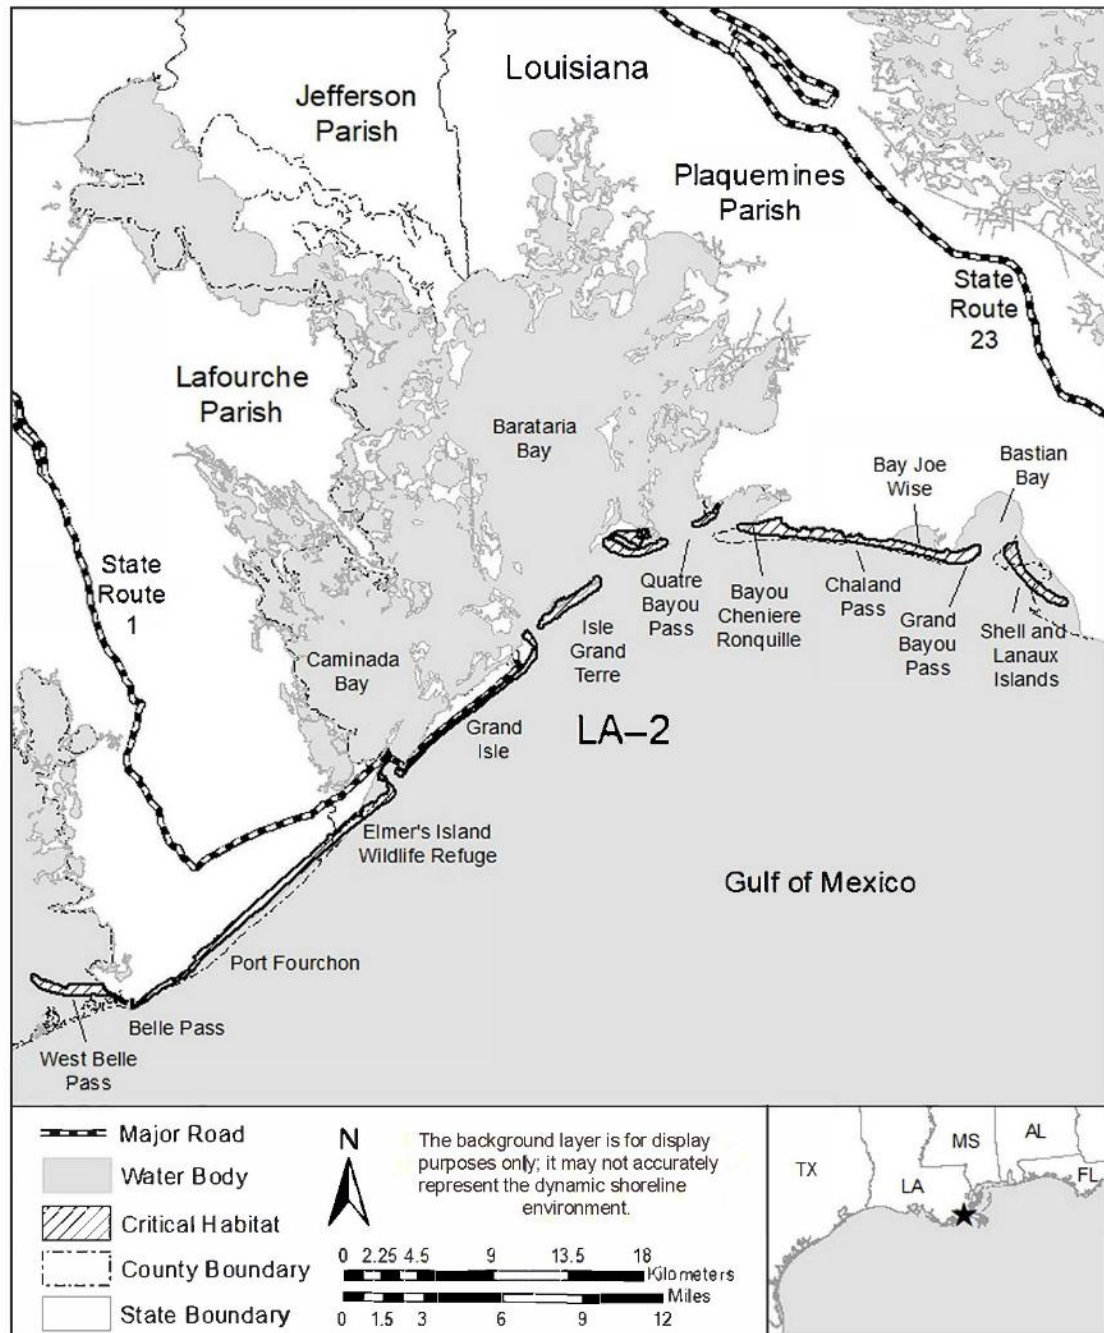 Louisiana
Jefferson
Parish
Plaquemines
Parish
State
Route
23
Lafourche
Parish
Barataria
Bay
Bay Joe
Wise
Bastian
Bay
State
Route
1
Quatre
Bayou
Pass
Bayou
Cheniere
Ronquille
Chaland
Pass
Grand
Bayou
Pass
Shell and
Lanaux
Islands
Isle
Grand
Terre
Caminada
Bay
Grand
Isle
LA–2
Elmer's Island
Wildlife Refuge
Gulf of Mexico
Port Fourchon
Belle Pass
West Belle
Pass
Major Road
Water Body
Critical Habitat
County Boundary
State Boundary
N
The background layer is for display
purposes only; it may not accurately
represent the dynamic shoreline
environment.
0 2.25 4.5 9 13.5 18
Kilometers
Miles
0 1.5 3 6 9 12
TX
LA
MS
AL
FL